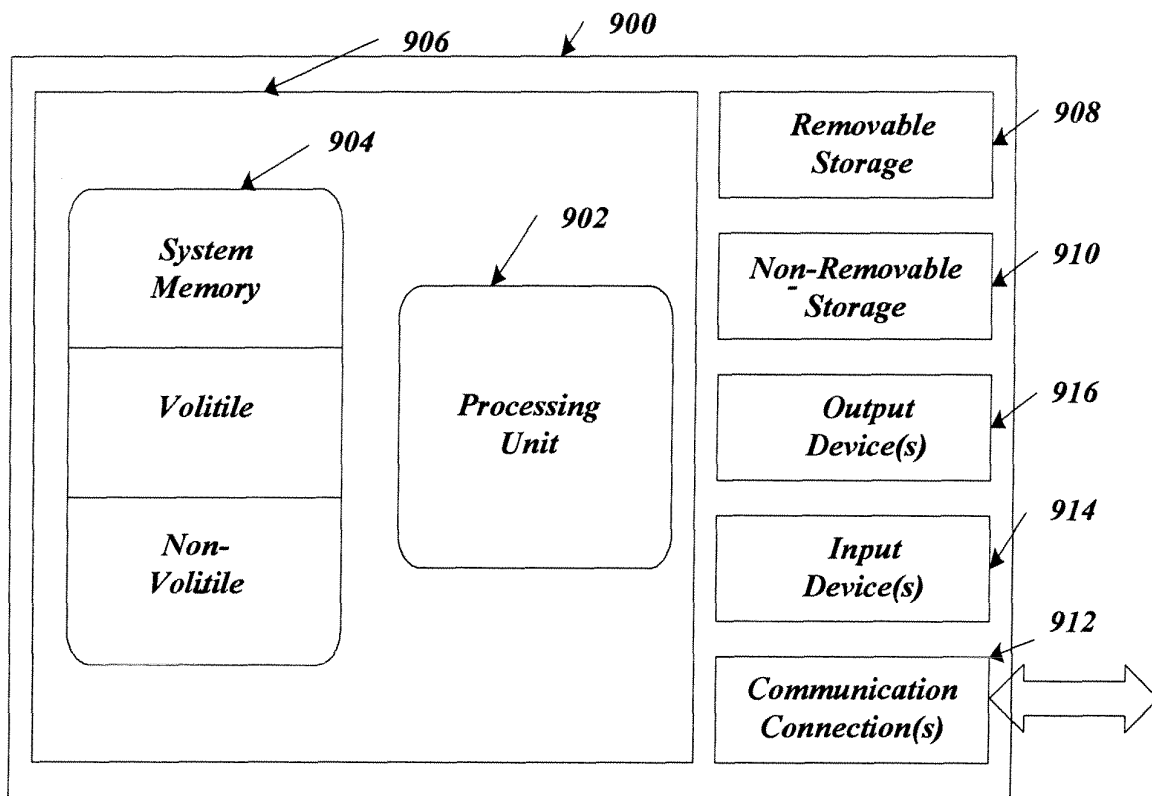 906
900
904
System
Memory
Volitile
Non-
Volitile
902
Processing
Unit
Removable
Storage
908
Non-Removable
Storage
910
Output
Device(s)
916
Input
Device(s)
914
Communication
Connection(s)
912